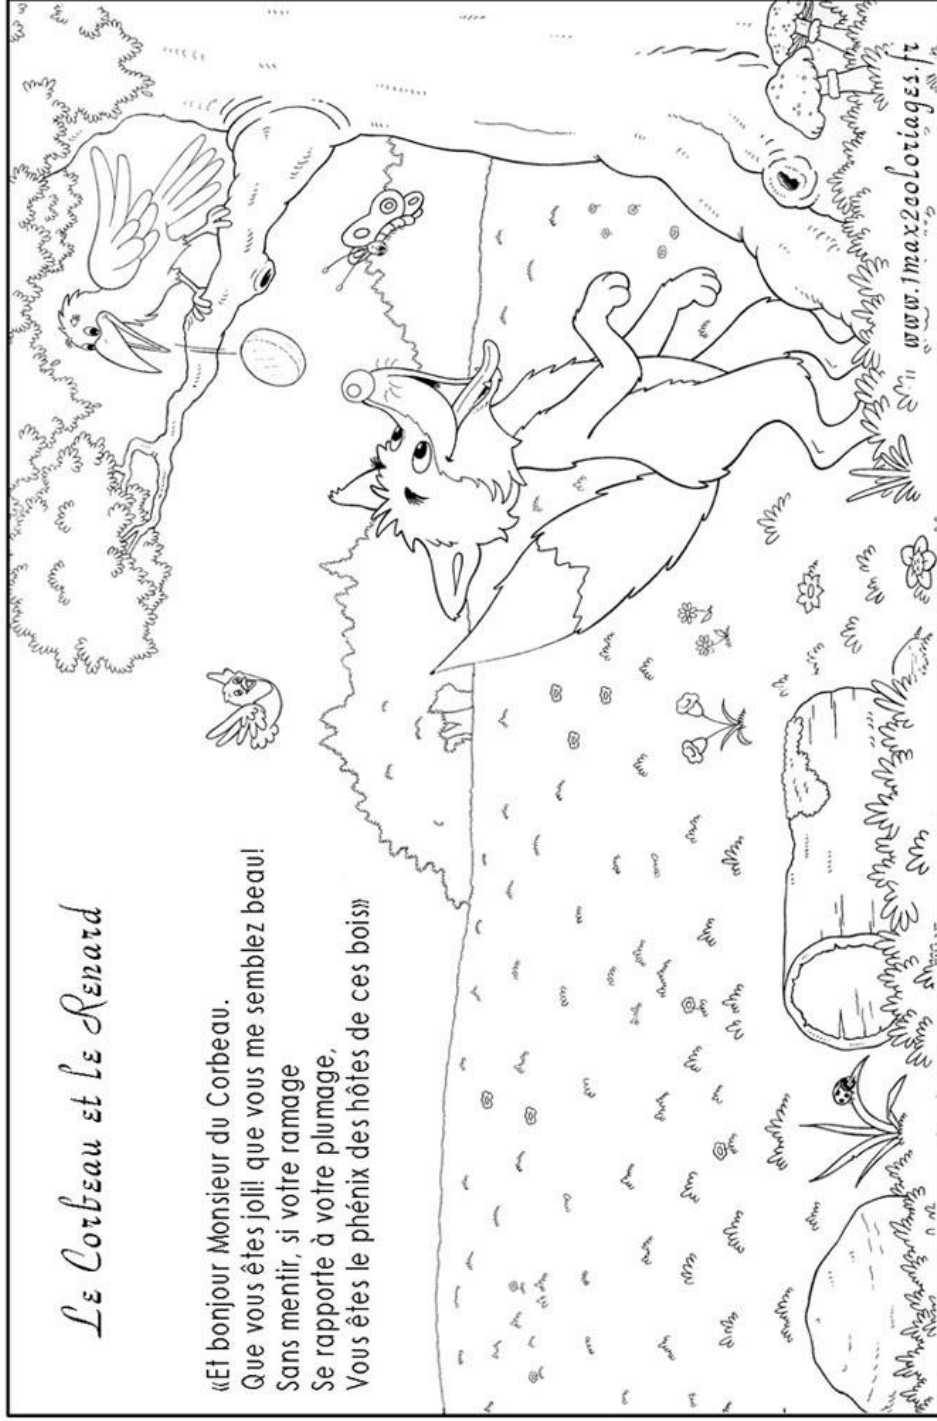 Le Corbeau et le Renard
«Et bonjour Monsieur du Corbeau.
Que vous êtes joli! que vous me semblez beau!
Sans mentir, si votre ramage
Se rapporte à votre plumage,
Vous êtes le phénix des hôtes de ces bois»
www.1max2coloriages.fr